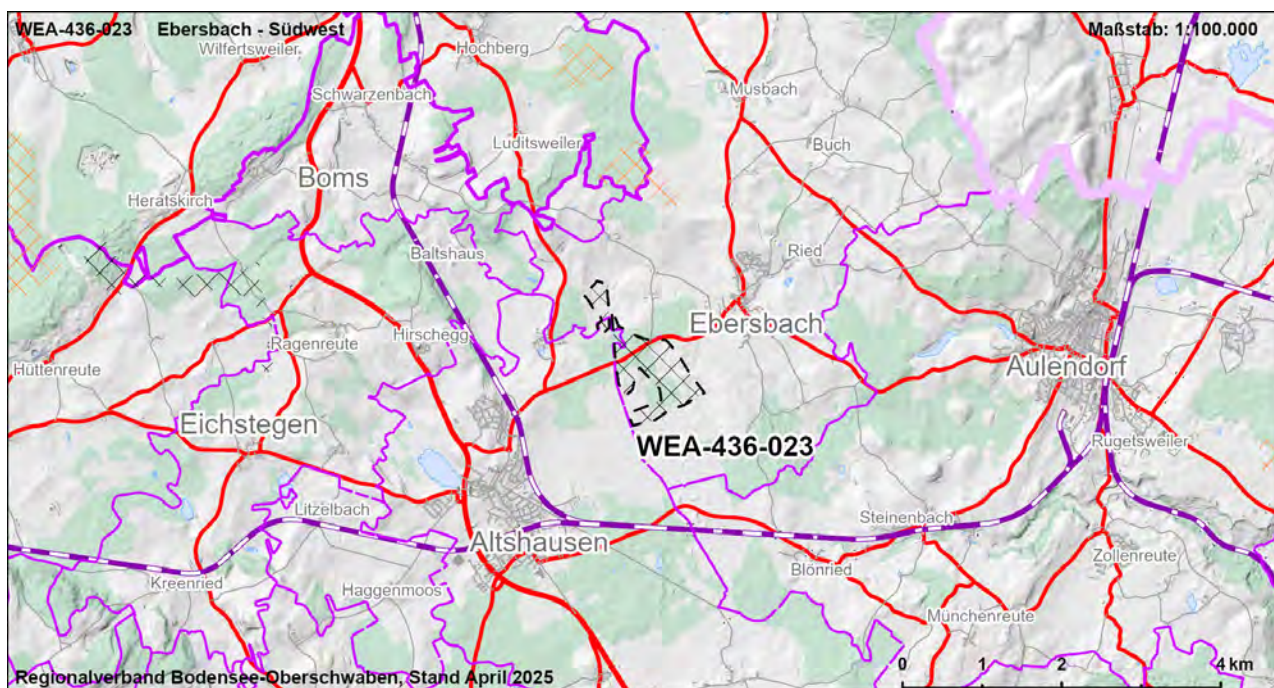 WEA-436-023 Ebersbach - Südwest Maßstab: 1:100.000
Wilfertsweiler
Hochberg
Schwarzenbach
Musbach
Luditsweiler
Buch
Boms
Heratskirch
Baltshaus
Ried
Hirschegg
Ebersbach
Ragenreute
Hüttenreute
Aulendorf
Eichstegen
WEA-436-023
Rugetsweiler
Litzelbach
Steinenbach
Altshausen
Zollenreute
Kreenried
Haggenmoos
Blönried
Münchenreute
0 1 2 4 km
Regionalverband Bodensee-Oberschwaben, Stand April 2025